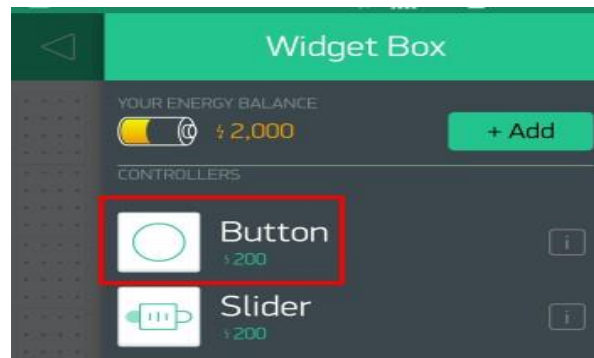 Widget Box
YOUR ENERGY BALANCE
2,000
+ Add
CONTROLLERS
Button
200
i
Slider
200
i